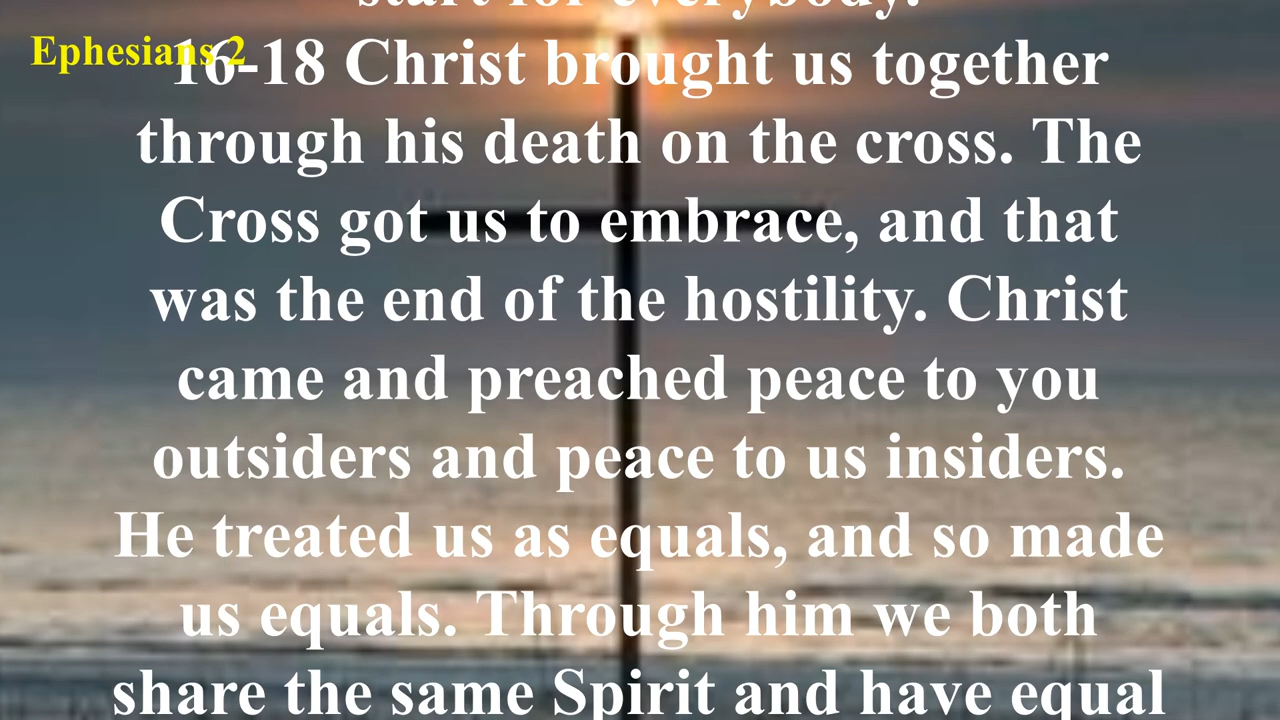 start for everybody.
Ephesians 2
16-18 Christ brought us together
through his death on the cross. The
Cross got us to embrace, and that
was the end of the hostility. Christ
came and preached peace to you
outsiders and peace to us insiders.
He treated us as equals, and so made
us equals. Through him we both
share the same Spirit and have equal